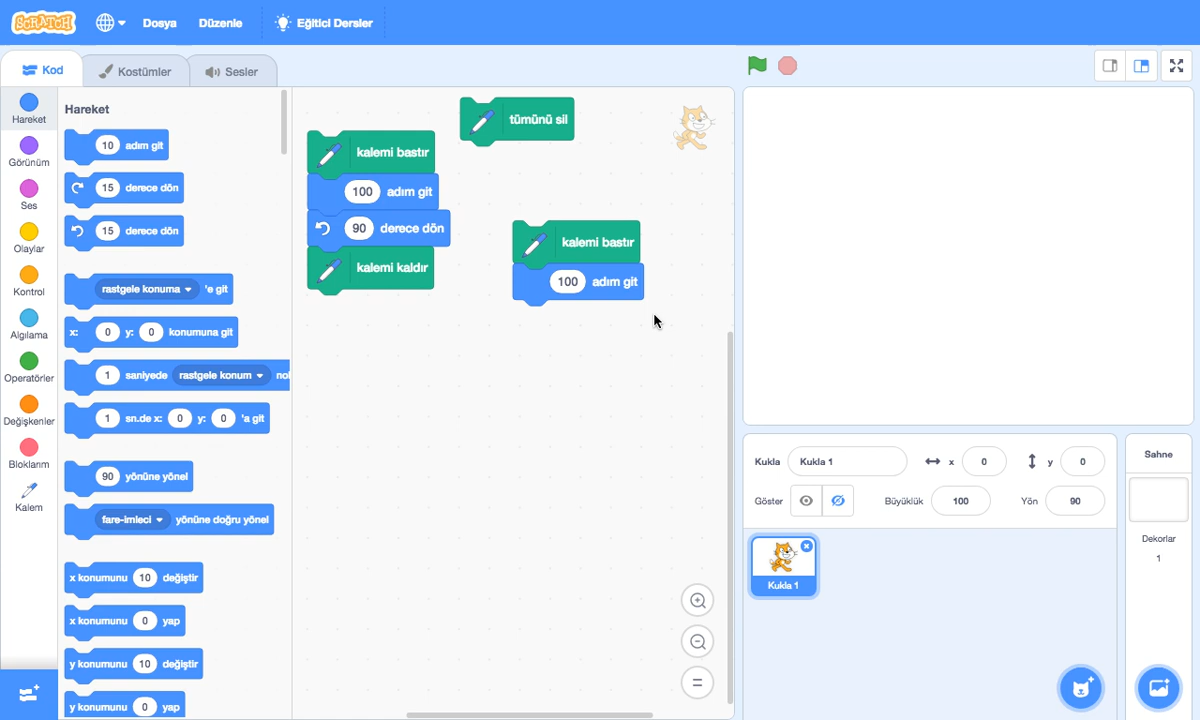 SCRATCH
Dosya
Düzenle
Eğitici Dersler
Kod
Kostümler
Sesler
Hareket
Görünüm
Ses
Olaylar
Kontrol
Algılama
Operatörler
Değişkenler
Bloklarım
Kalem
Hareket
10 adım git
15 derece dön
15 derece dön
rastgele konuma 'e git
x: 0 y: 0 konumuna git
1 saniyede rastgele konum
1 sn.de x: 0 y: 0 'a git
90 yönüne yönel
fare-imleci yönüne doğru yönel
x konumunu 10 değiştir
x konumunu 0 yap
y konumunu 10 değiştir
y konumunu 0 yap
tümünü sil
kalemi bastır
100 adım git
90 derece dön
kalemi kaldır
kalemi bastır
100 adım git
Kukla Kukla 1 x 0 y 0
Göster Büyüklük 100 Yön 90
Kukla 1
Sahne
Dekorlar
1